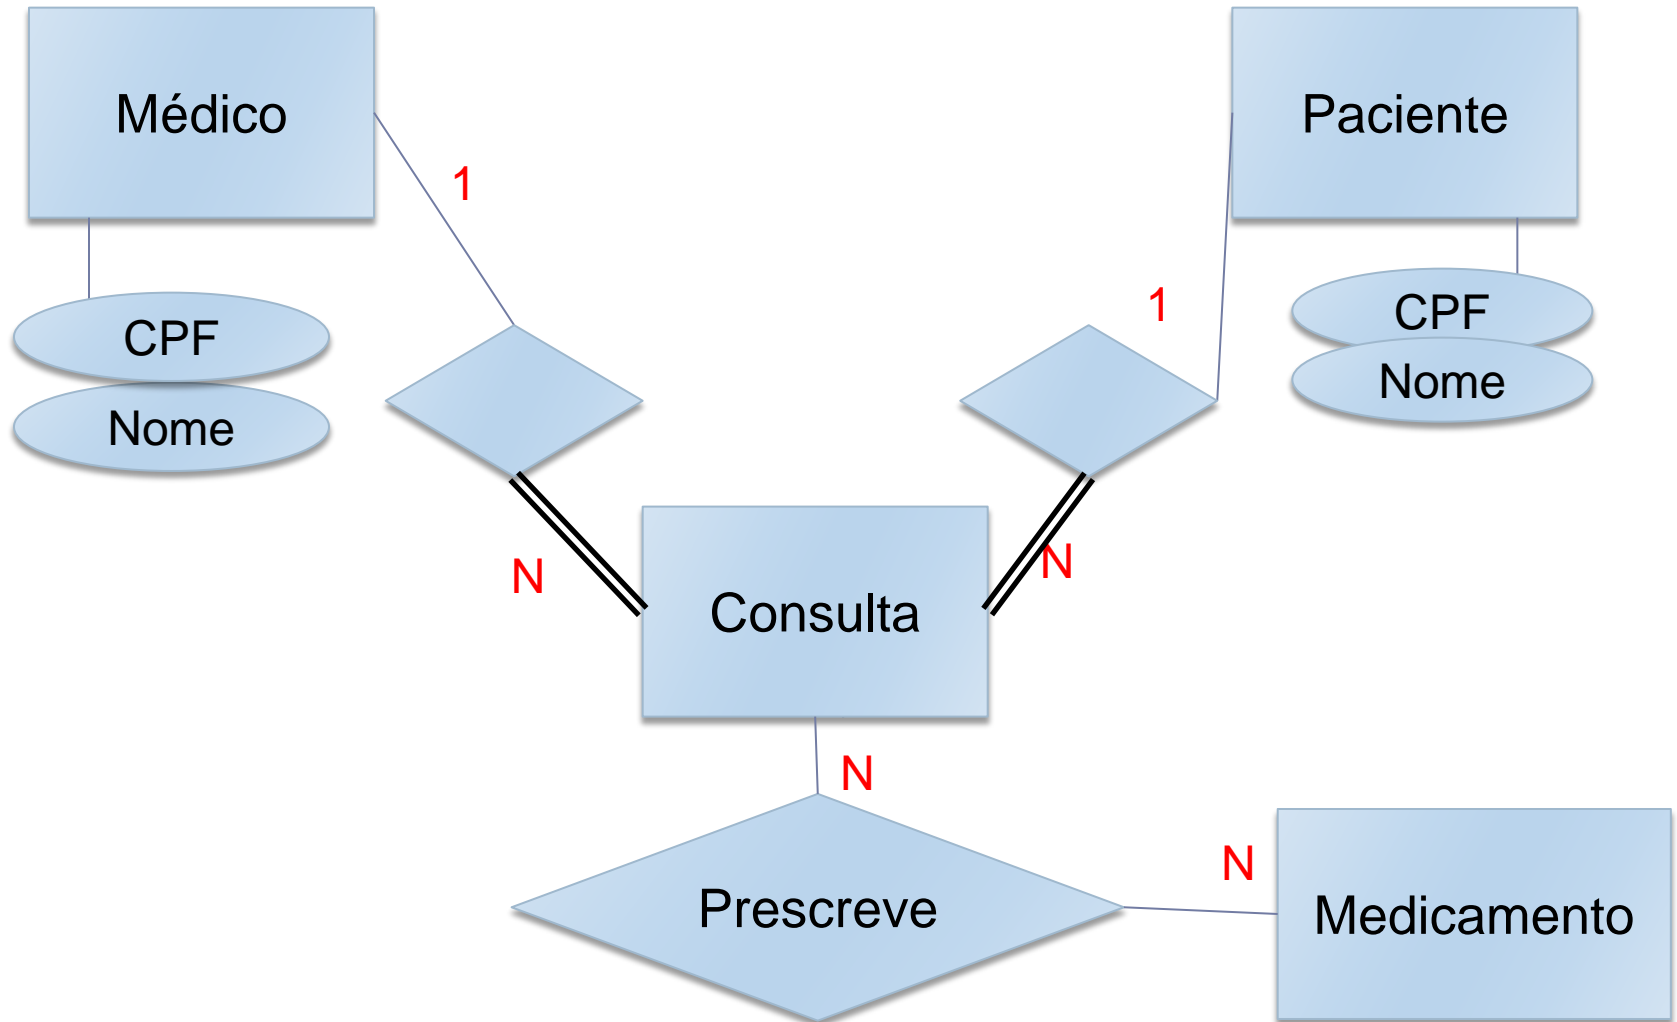 Médico
Paciente
1
1
CPF
Nome
CPF
Nome
N
N
Consulta
N
N
Prescreve
Medicamento